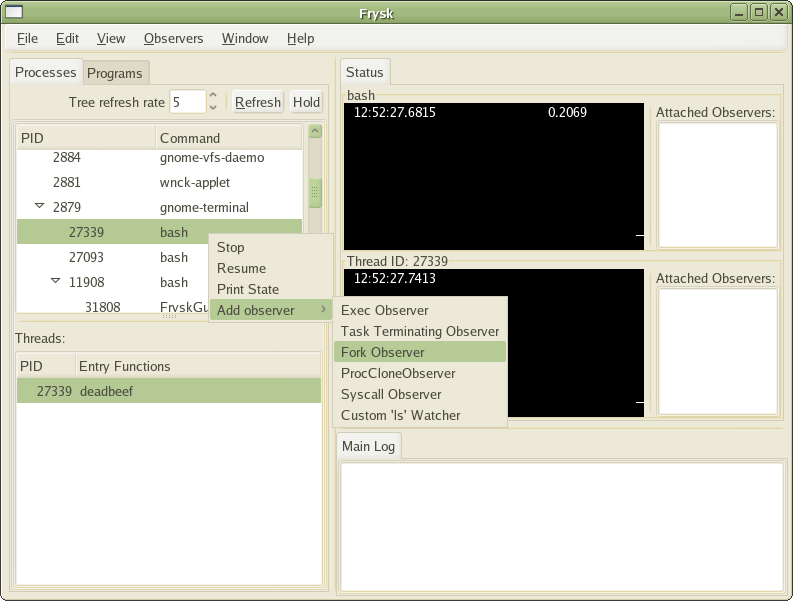 Frysk
File Edit View Observers Window Help
Processes Programs
Tree refresh rate 5 Refresh Hold
PID Command
2884 gnome-vfs-daemo
2881 wnck-applet
2879 gnome-terminal
27339 bash
27093 bash
11908 bash
31808 FryskGu
Stop
Resume
Print State
Add observer
Exec Observer
Task Terminating Observer
Fork Observer
ProcCloneObserver
Syscall Observer
Custom 'ls' Watcher
Threads:
PID Entry Functions
27339 deadbeef
Status
bash
12:52:27.6815 0.2069
Attached Observers:
Thread ID: 27339
12:52:27.7413
Attached Observers:
Main Log